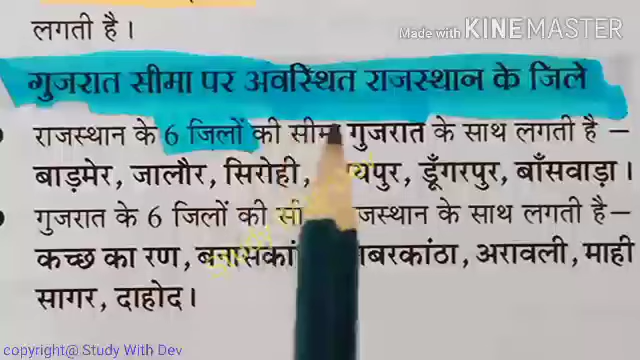 लगती है।
Made with KINEMASTER
गुजरात सीमा पर अवस्थित राजस्थान के जिले
राजस्थान के 6 जिलों की सीमा गुजरात के साथ लगती है –
बाड़मेर, जालौर, सिरोही, डूँगरपुर, बाँसवाड़ा।
गुजरात के 6 जिलों की के साथ लगती है–
कच्छ का रण, अरावली, माही
सागर, दाहोद।
copyright@ Study With Dev